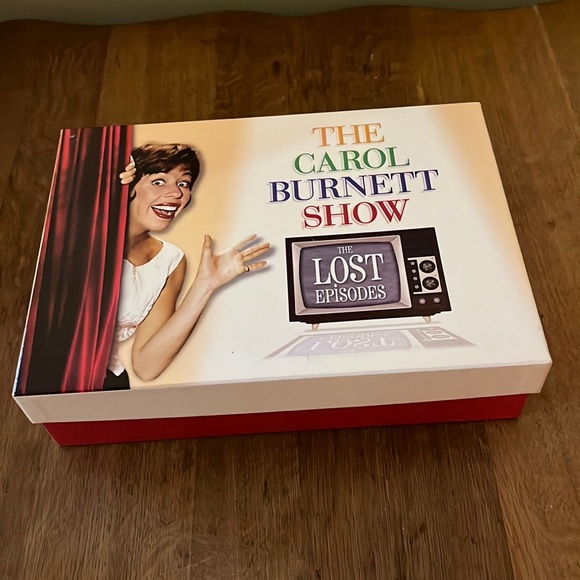 THE
CAROL
BURNETT
SHOW
THE
LOST
EPISODES